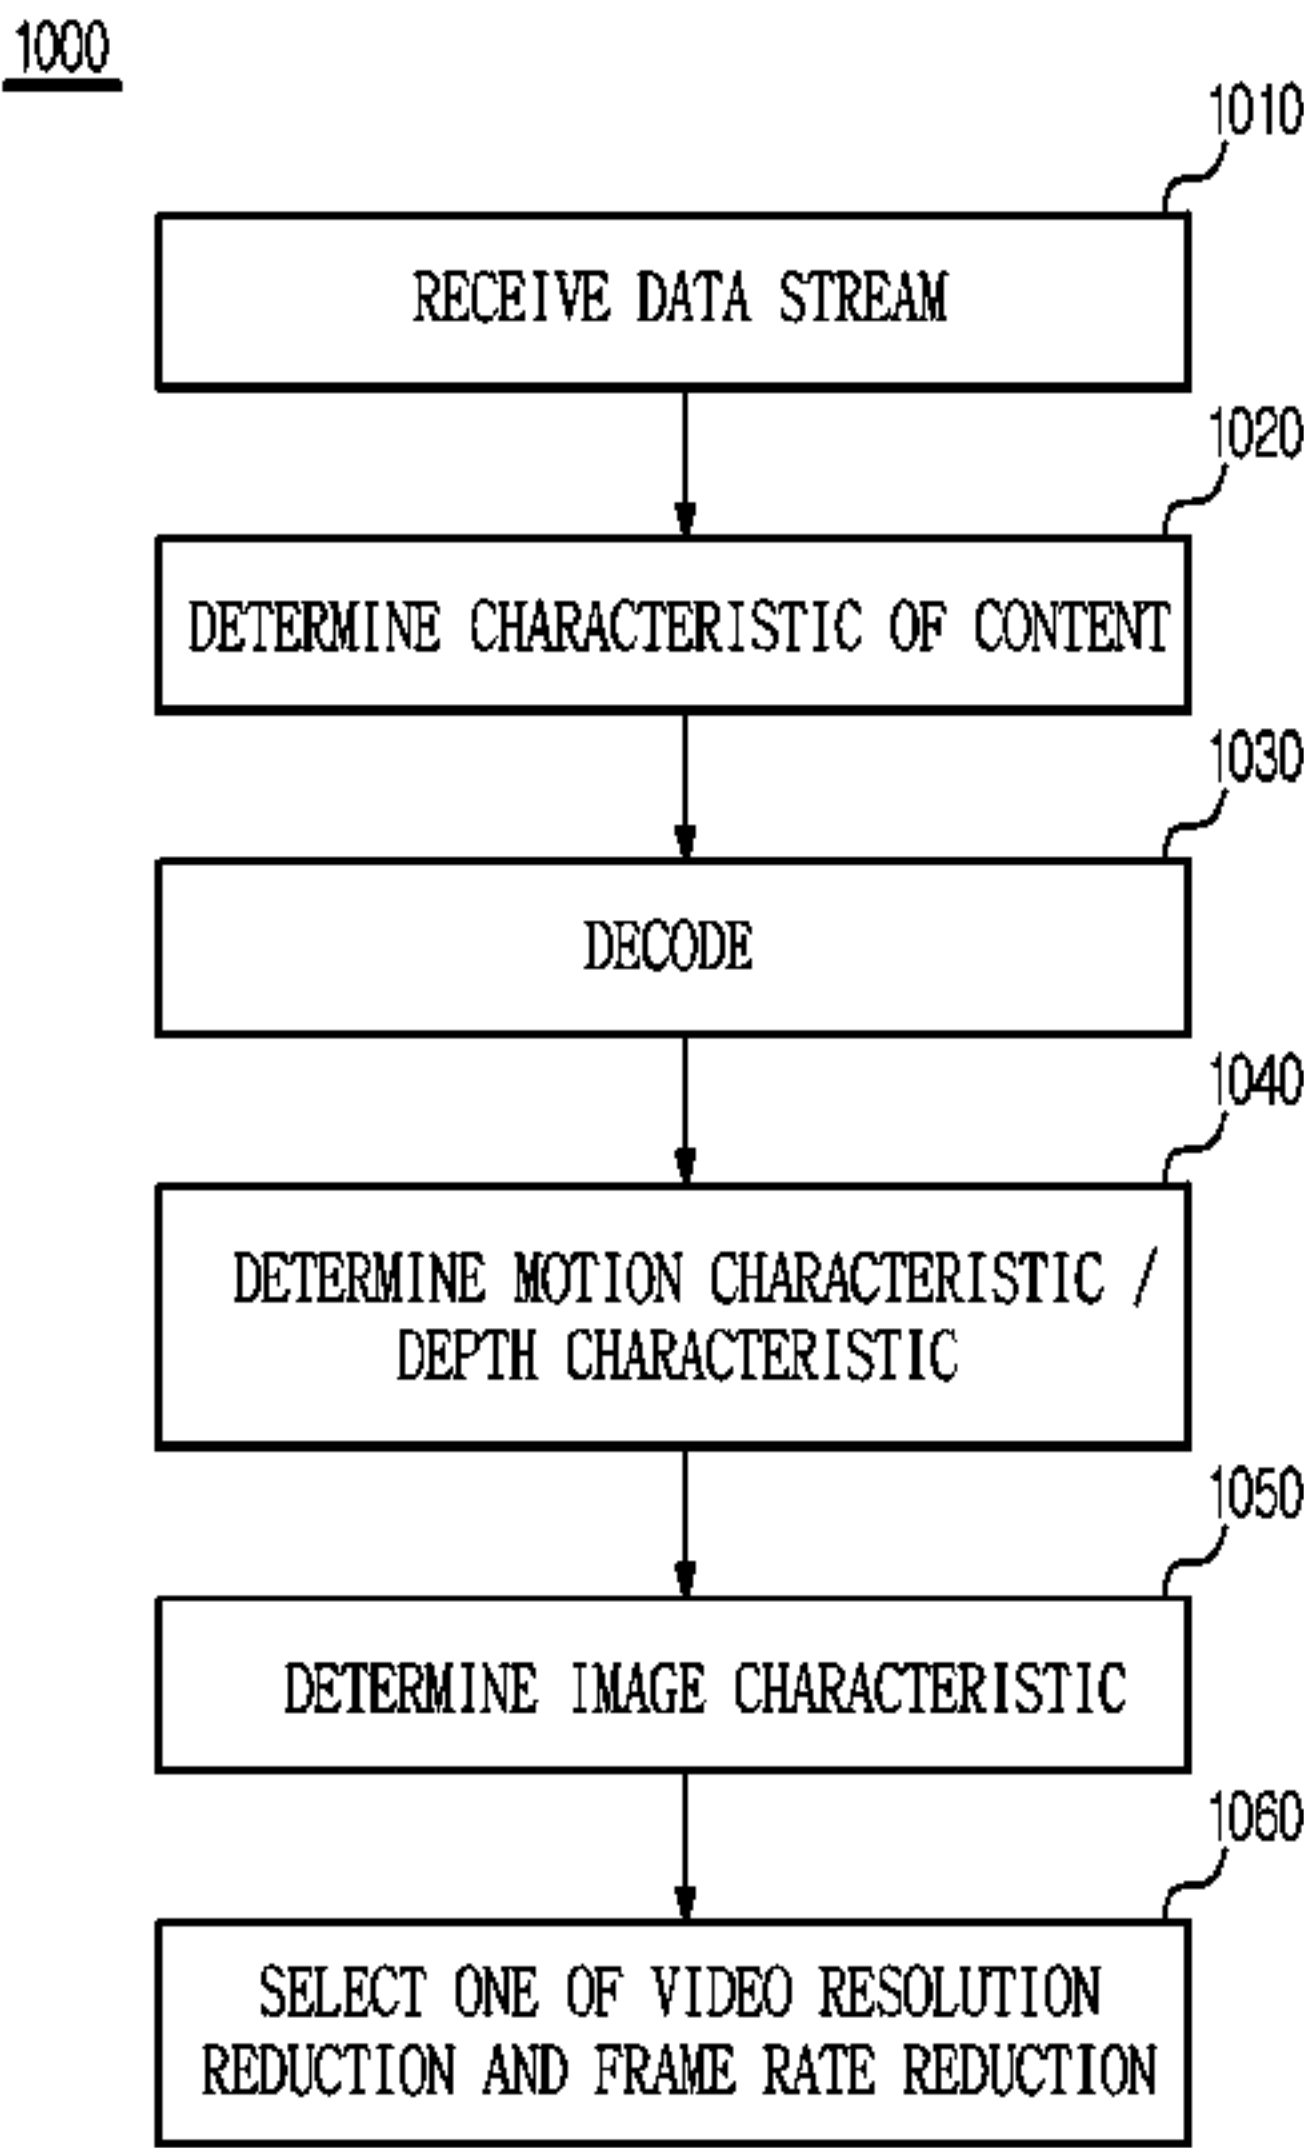 1000
1010
RECEIVE DATA STREAM
1020
DETERMINE CHARACTERISTIC OF CONTENT
1030
DECODE
1040
DETERMINE MOTION CHARACTERISTIC /
DEPTH CHARACTERISTIC
1050
DETERMINE IMAGE CHARACTERISTIC
1060
SELECT ONE OF VIDEO RESOLUTION
REDUCTION AND FRAME RATE REDUCTION